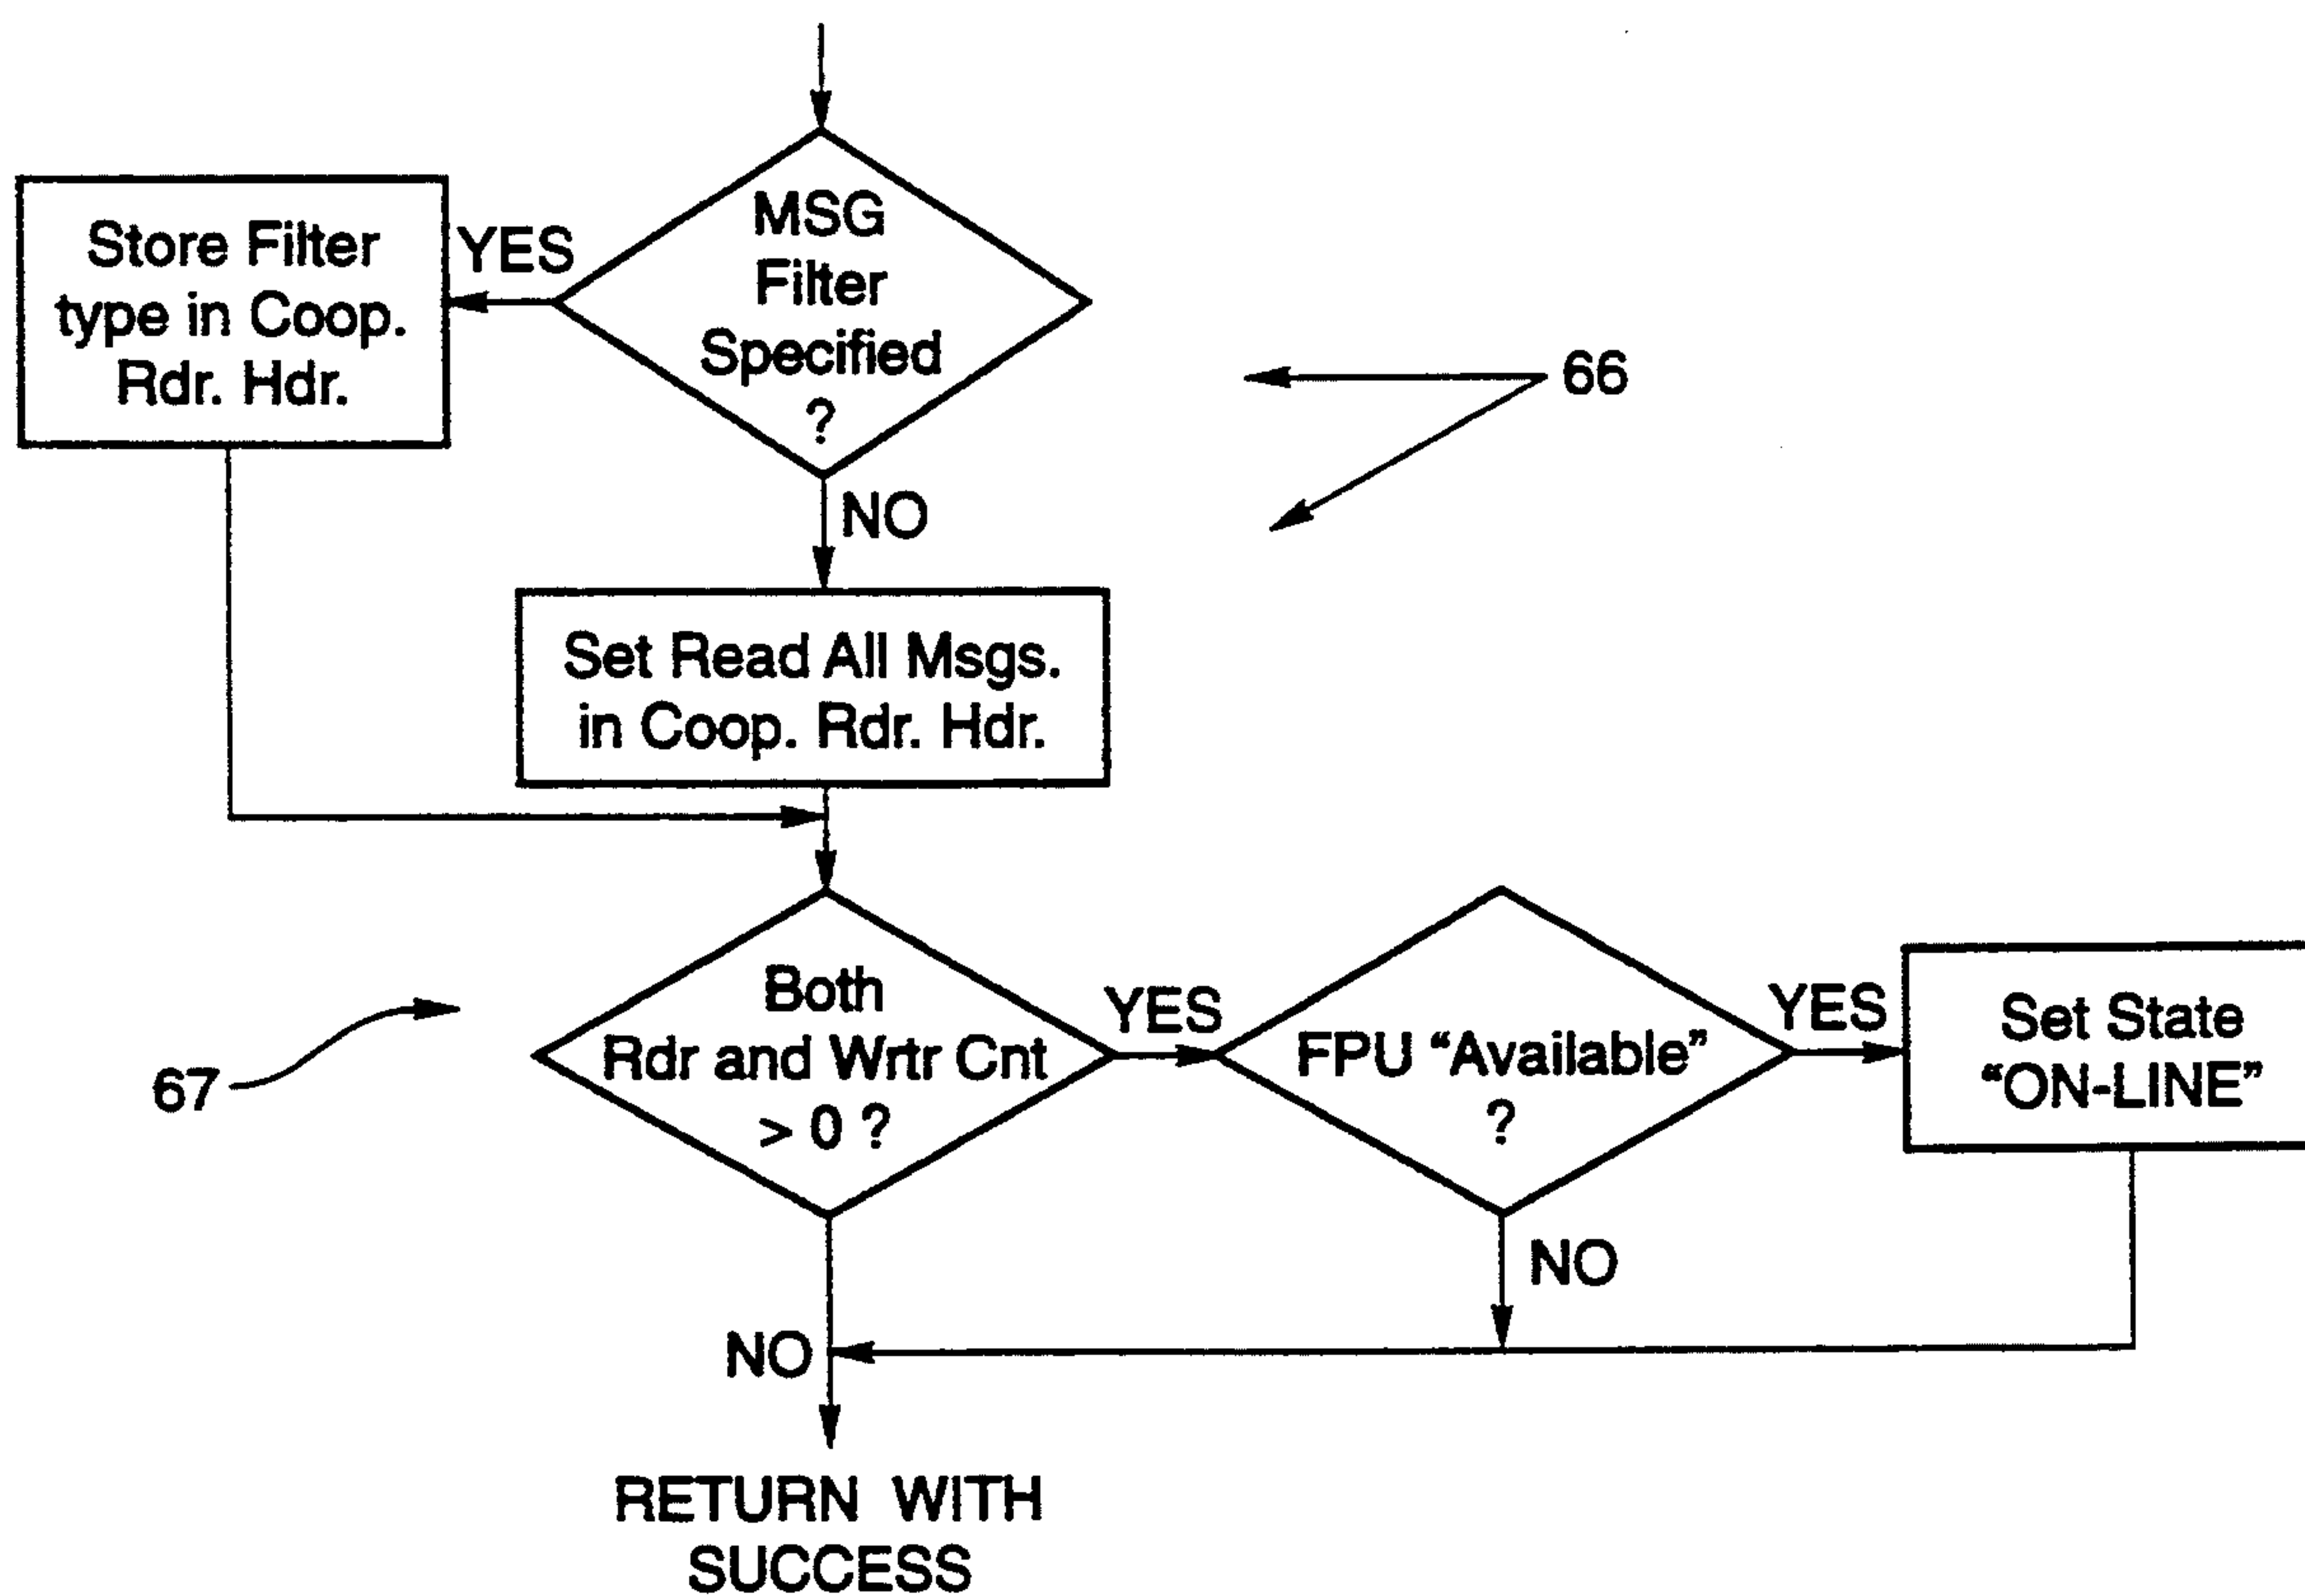 MSG
Filter
Specified
?
YES
Store Filter
type in Coop.
Rdr. Hdr.
66
NO
Set Read All Msgs.
in Coop. Rdr. Hdr.
67
Both
Rdr and Wrtr Cnt
> 0 ?
YES
FPU “Available”
?
YES
Set State
“ON-LINE”
NO
NO
RETURN WITH
SUCCESS